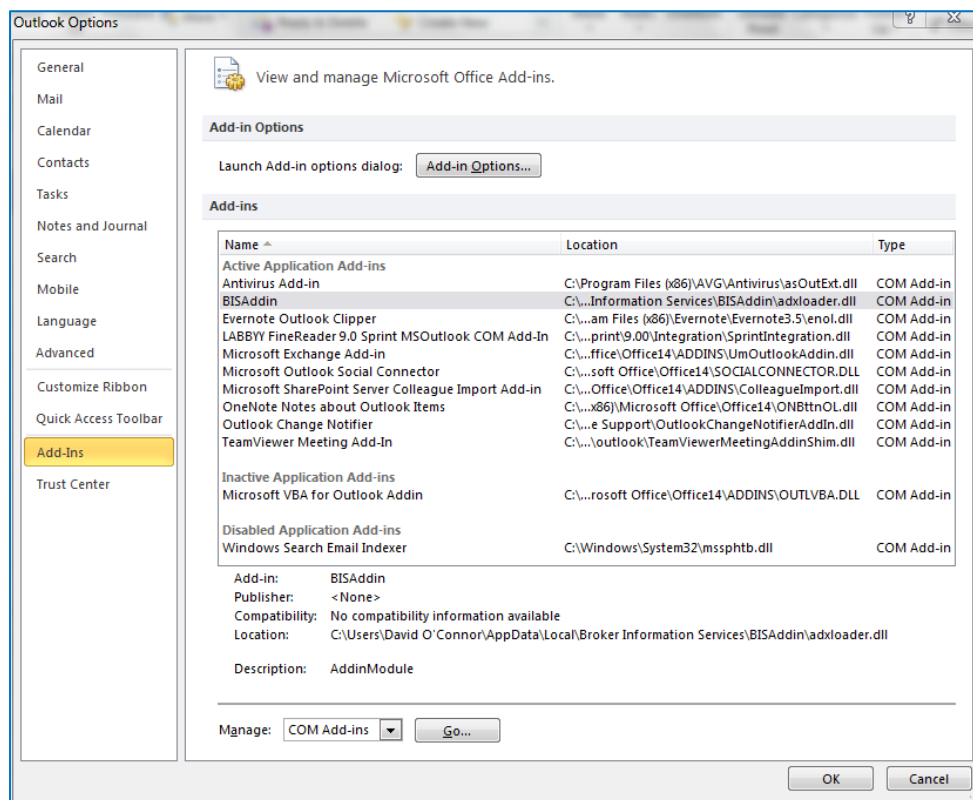 Outlook Options
General
Mail
Calendar
Contacts
Tasks
Notes and Journal
Search
Mobile
Language
Advanced
Customize Ribbon
Quick Access Toolbar
Add-Ins
Trust Center
View and manage Microsoft Office Add-ins.
Add-in Options
Launch Add-in options dialog: Add-in Options...
Add-ins
Name Location Type
Active Application Add-ins
Antivirus Add-in C:\Program Files (x86)\AVG\Antivirus\asOutExt.dll COM Add-in
BISAddin C:\...Information Services\BISAddin\adxloader.dll COM Add-in
Evernote Outlook Clipper C:\...am Files (x86)\Evernote\Evernote3.5\enol.dll COM Add-in
LABBYY FineReader 9.0 Sprint MSOutlook COM Add-In C:\...print\9.00\Integration\SprintIntegration.dll COM Add-in
Microsoft Exchange Add-in C:\...ffice\Office14\ADDINS\UmOutlookAddin.dll COM Add-in
Microsoft Outlook Social Connector C:\...soft Office\Office14\SOCIALCONNECTOR.DLL COM Add-in
Microsoft SharePoint Server Colleague Import Add-in C:\...Office\Office14\ADDINS\ColleagueImport.dll COM Add-in
OneNote Notes about Outlook Items C:\...x86)\Microsoft Office\Office14\ONBttnOL.dll COM Add-in
Outlook Change Notifier C:\...e Support\OutlookChangeNotifierAddIn.dll COM Add-in
TeamViewer Meeting Add-In C:\...\outlook\TeamViewerMeetingAddinShim.dll COM Add-in
Inactive Application Add-ins
Microsoft VBA for Outlook Addin C:\...rosoft Office\Office14\ADDINS\OUTLVBA.DLL COM Add-in
Disabled Application Add-ins
Windows Search Email Indexer C:\Windows\System32\mssphtb.dll COM Add-in
Add-in: BISAddin
Publisher: <None>
Compatibility: No compatibility information available
Location: C:\Users\David O'Connor\AppData\Local\Broker Information Services\BISAddin\adxloader.dll
Description: AddinModule
Manage: COM Add-ins Go...
OK Cancel